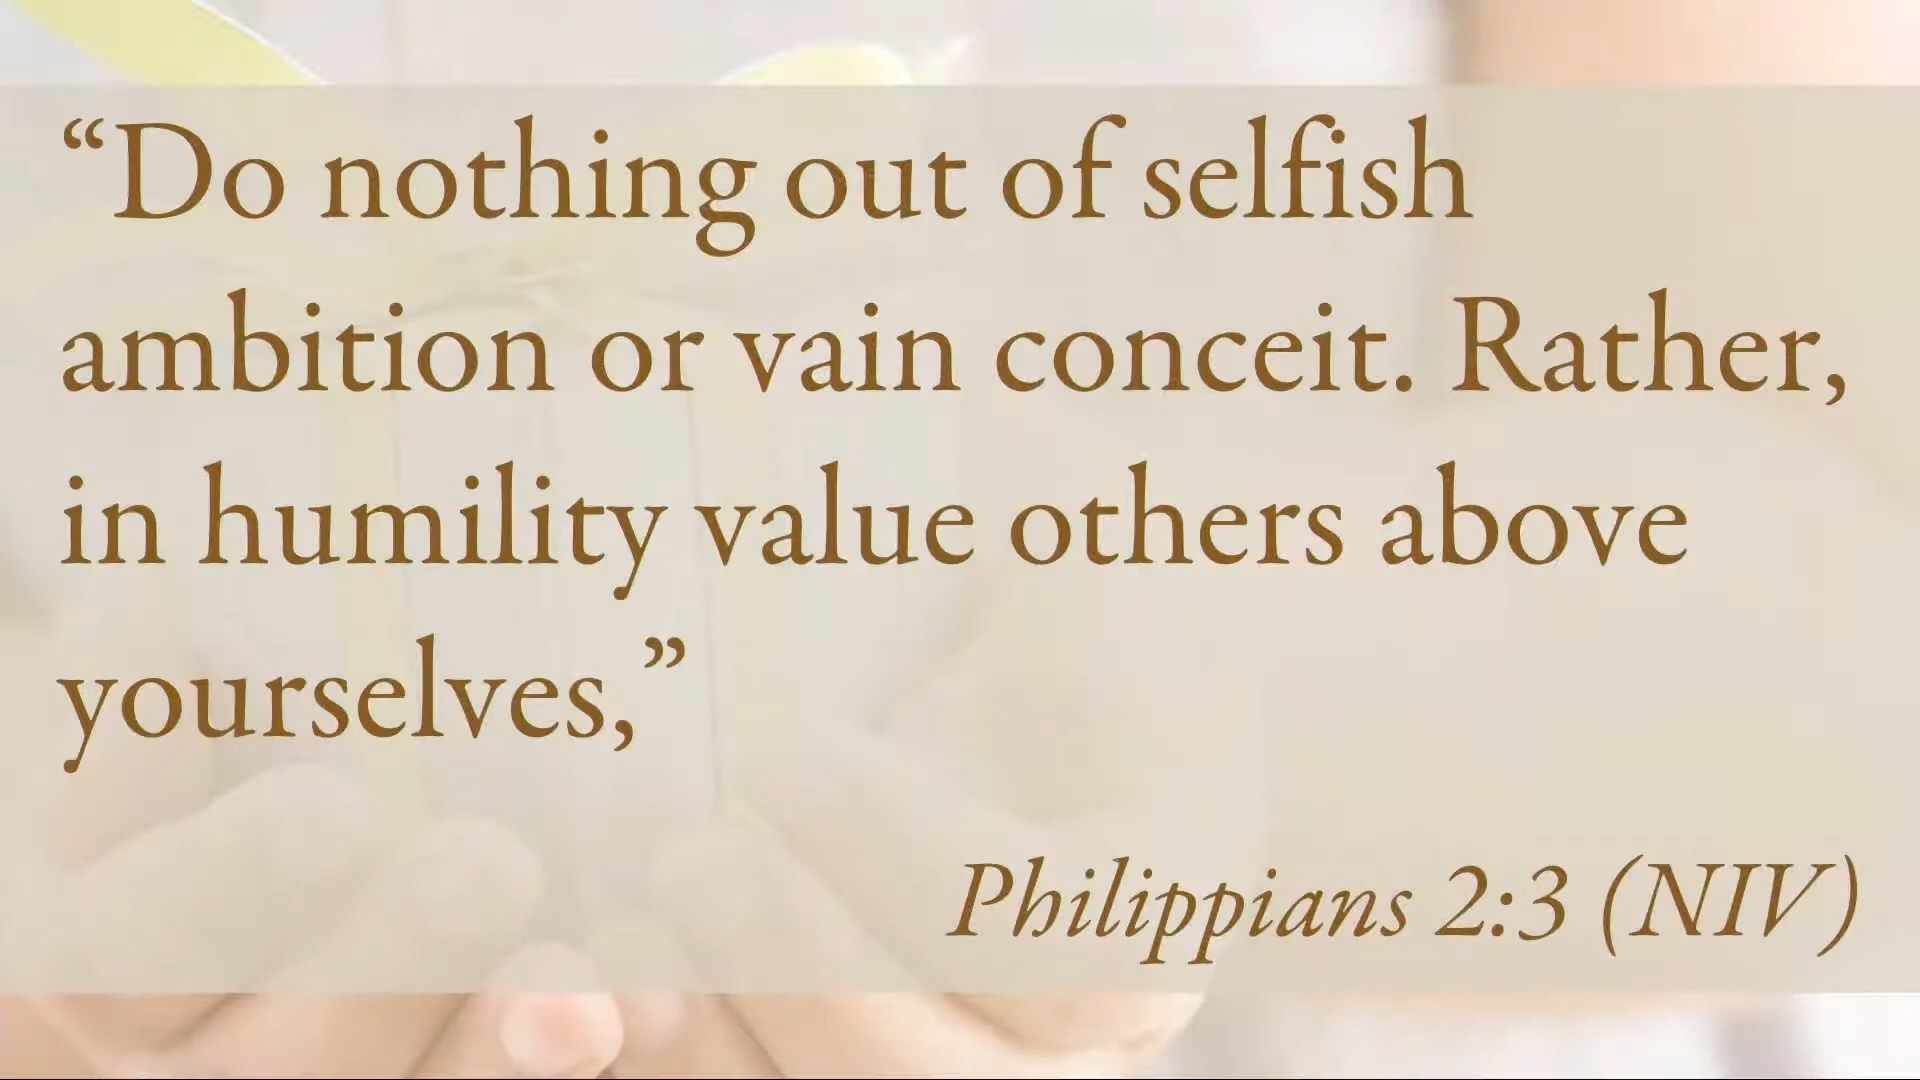 “Do nothing out of selfish
ambition or vain conceit. Rather,
in humility value others above
yourselves,”
Philippians 2:3 (NIV)